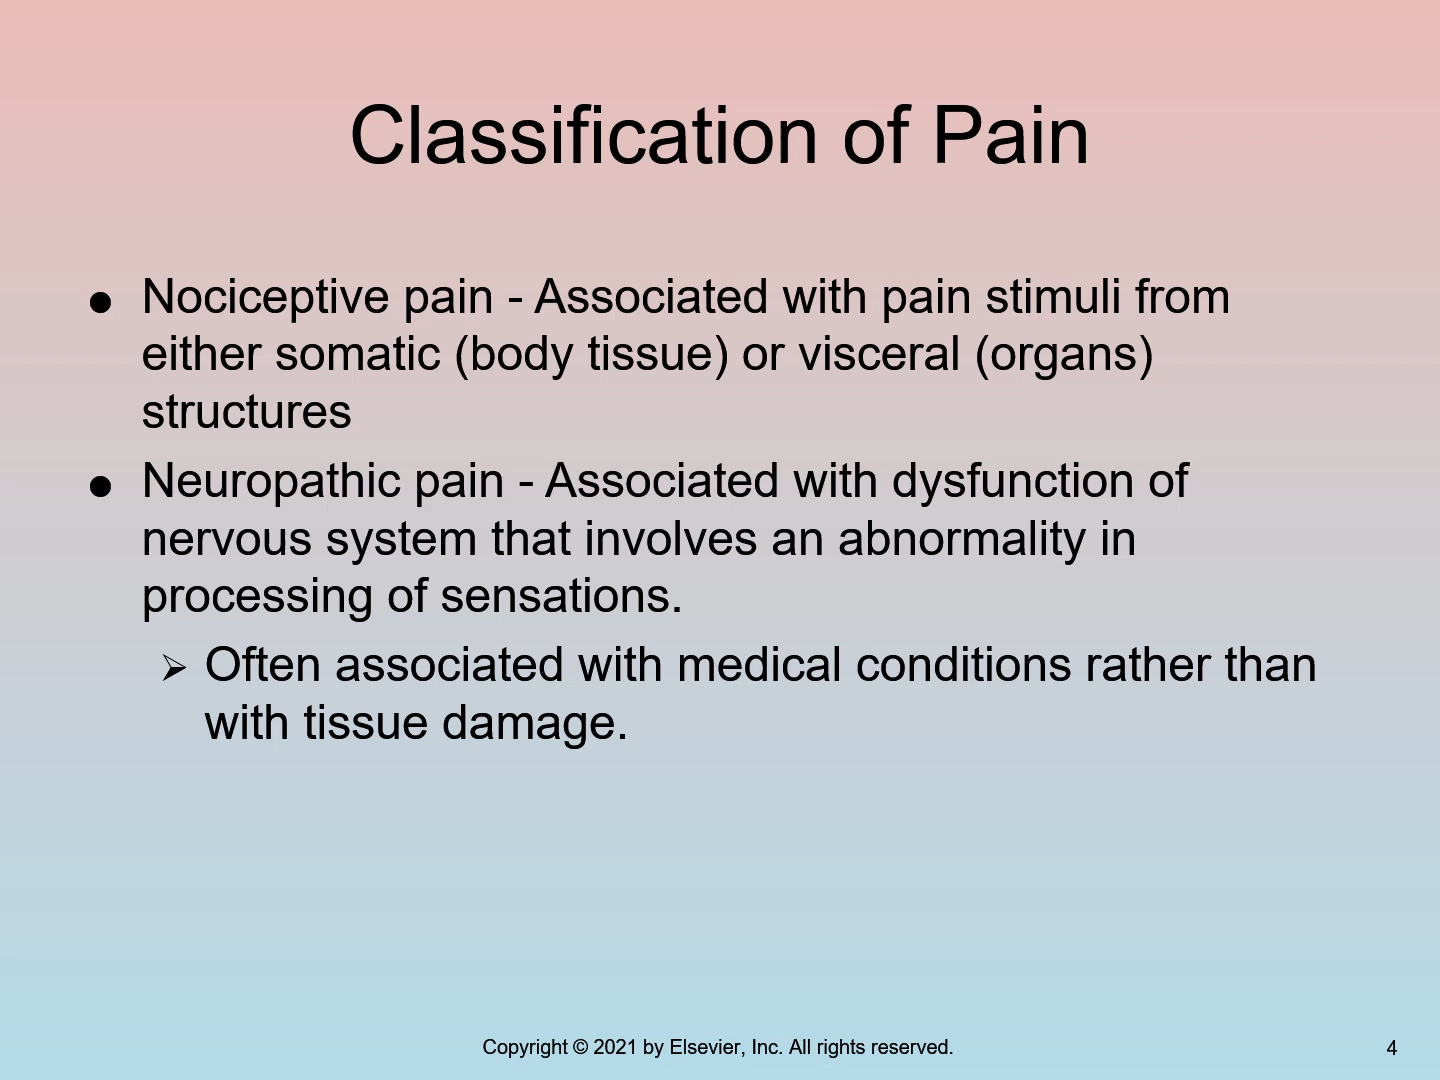 Classification of Pain
● Nociceptive pain - Associated with pain stimuli from
either somatic (body tissue) or visceral (organs)
structures
● Neuropathic pain - Associated with dysfunction of
nervous system that involves an abnormality in
processing of sensations.
➢ Often associated with medical conditions rather than
with tissue damage.
Copyright © 2021 by Elsevier, Inc. All rights reserved.
4